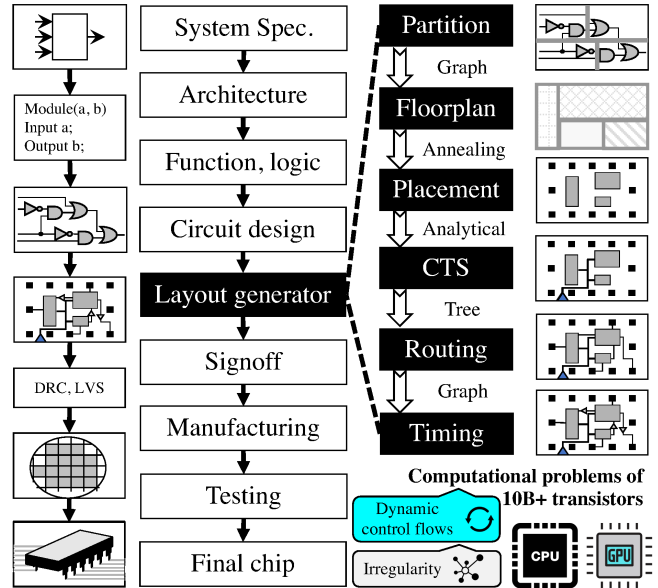 Module(a, b)
Input a;
Output b;
DRC, LVS
System Spec.
Architecture
Function, logic
Circuit design
Layout generator
Signoff
Manufacturing
Testing
Final chip
Partition
Graph
Floorplan
Annealing
Placement
Analytical
CTS
Tree
Routing
Graph
Timing
Computational problems of
10B+ transistors
Dynamic
control flows
Irregularity
CPU
GPU